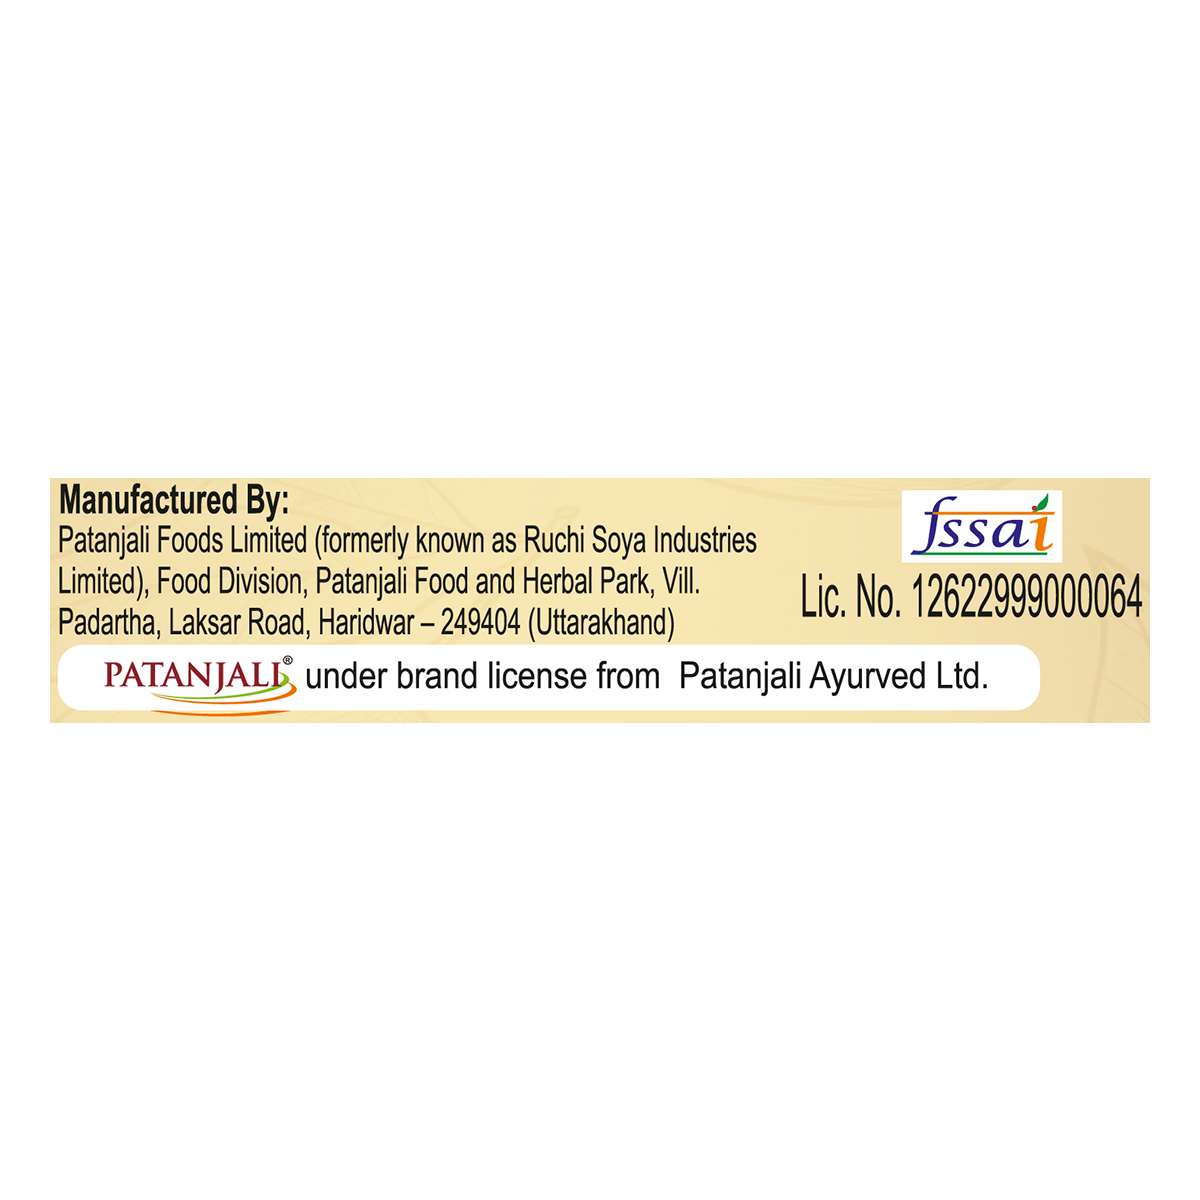 Manufactured By:
Patanjali Foods Limited (formerly known as Ruchi Soya Industries
Limited), Food Division, Patanjali Food and Herbal Park, Vill.
Padartha, Laksar Road, Haridwar – 249404 (Uttarakhand)
fssai
Lic. No. 12622999000064
PATANJALI® under brand license from Patanjali Ayurved Ltd.